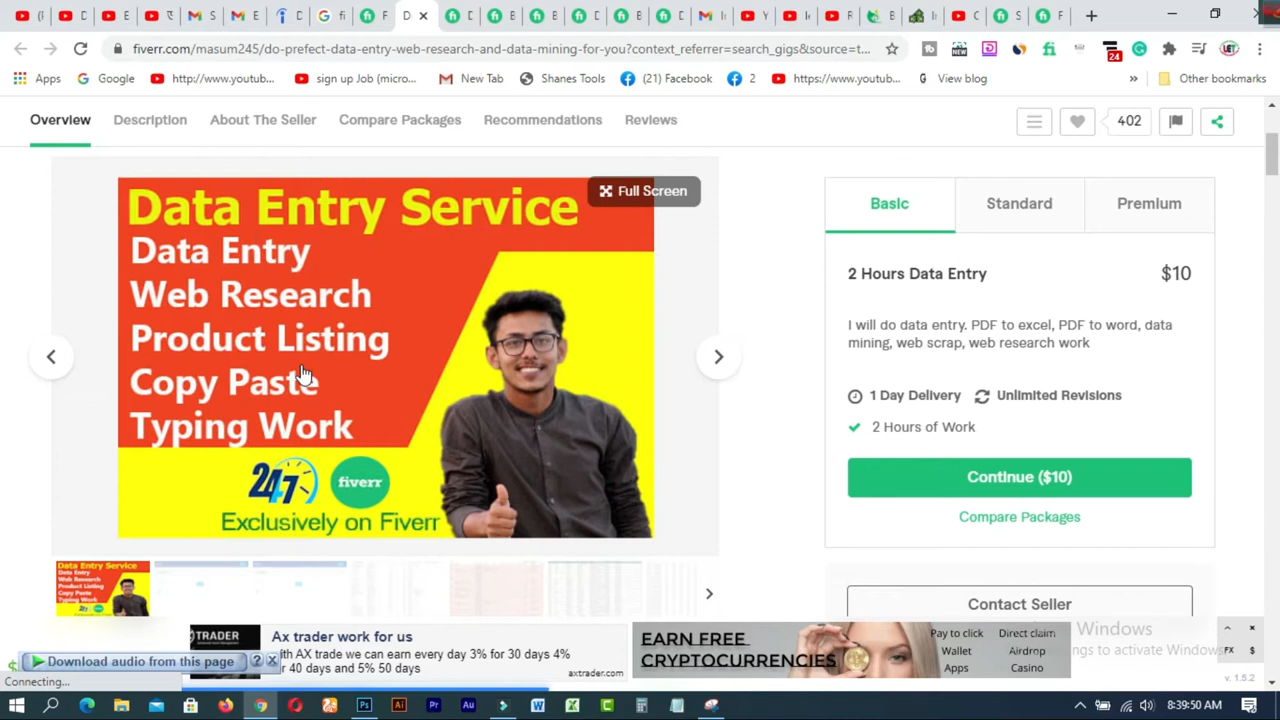 fiverr.com/masum245/do-prefect-data-entry-web-research-and-data-mining-for-you?context_referrer=search_gigs&source=t...
24
Apps Google http://www.youtub... sign up Job (micro... New Tab Shanes Tools (21) Facebook 2 https://www.youtub... View blog » Other bookmarks
Overview Description About The Seller Compare Packages Recommendations Reviews 402
Full Screen
Data Entry Service
Data Entry
Web Research
Product Listing
Copy Paste
Typing Work
24/7 fiverr
Exclusively on Fiverr
Basic Standard Premium
2 Hours Data Entry $10
I will do data entry. PDF to excel, PDF to word, data
mining, web scrap, web research work
1 Day Delivery Unlimited Revisions
2 Hours of Work
Continue ($10)
Compare Packages
Contact Seller
TRADER
Ax trader work for us
with AX trade we can earn every day 3% for 30 days 4%
for 40 days and 5% 50 days
axtrader.com
EARN FREE
CRYPTOCURRENCIES
Pay to click Direct claim
Wallet Airdrop
Apps Casino
Windows
ngs to activate Windows
FX $
v. 1.5.2
Download audio from this page ? X
Connecting...
8:39:50 AM